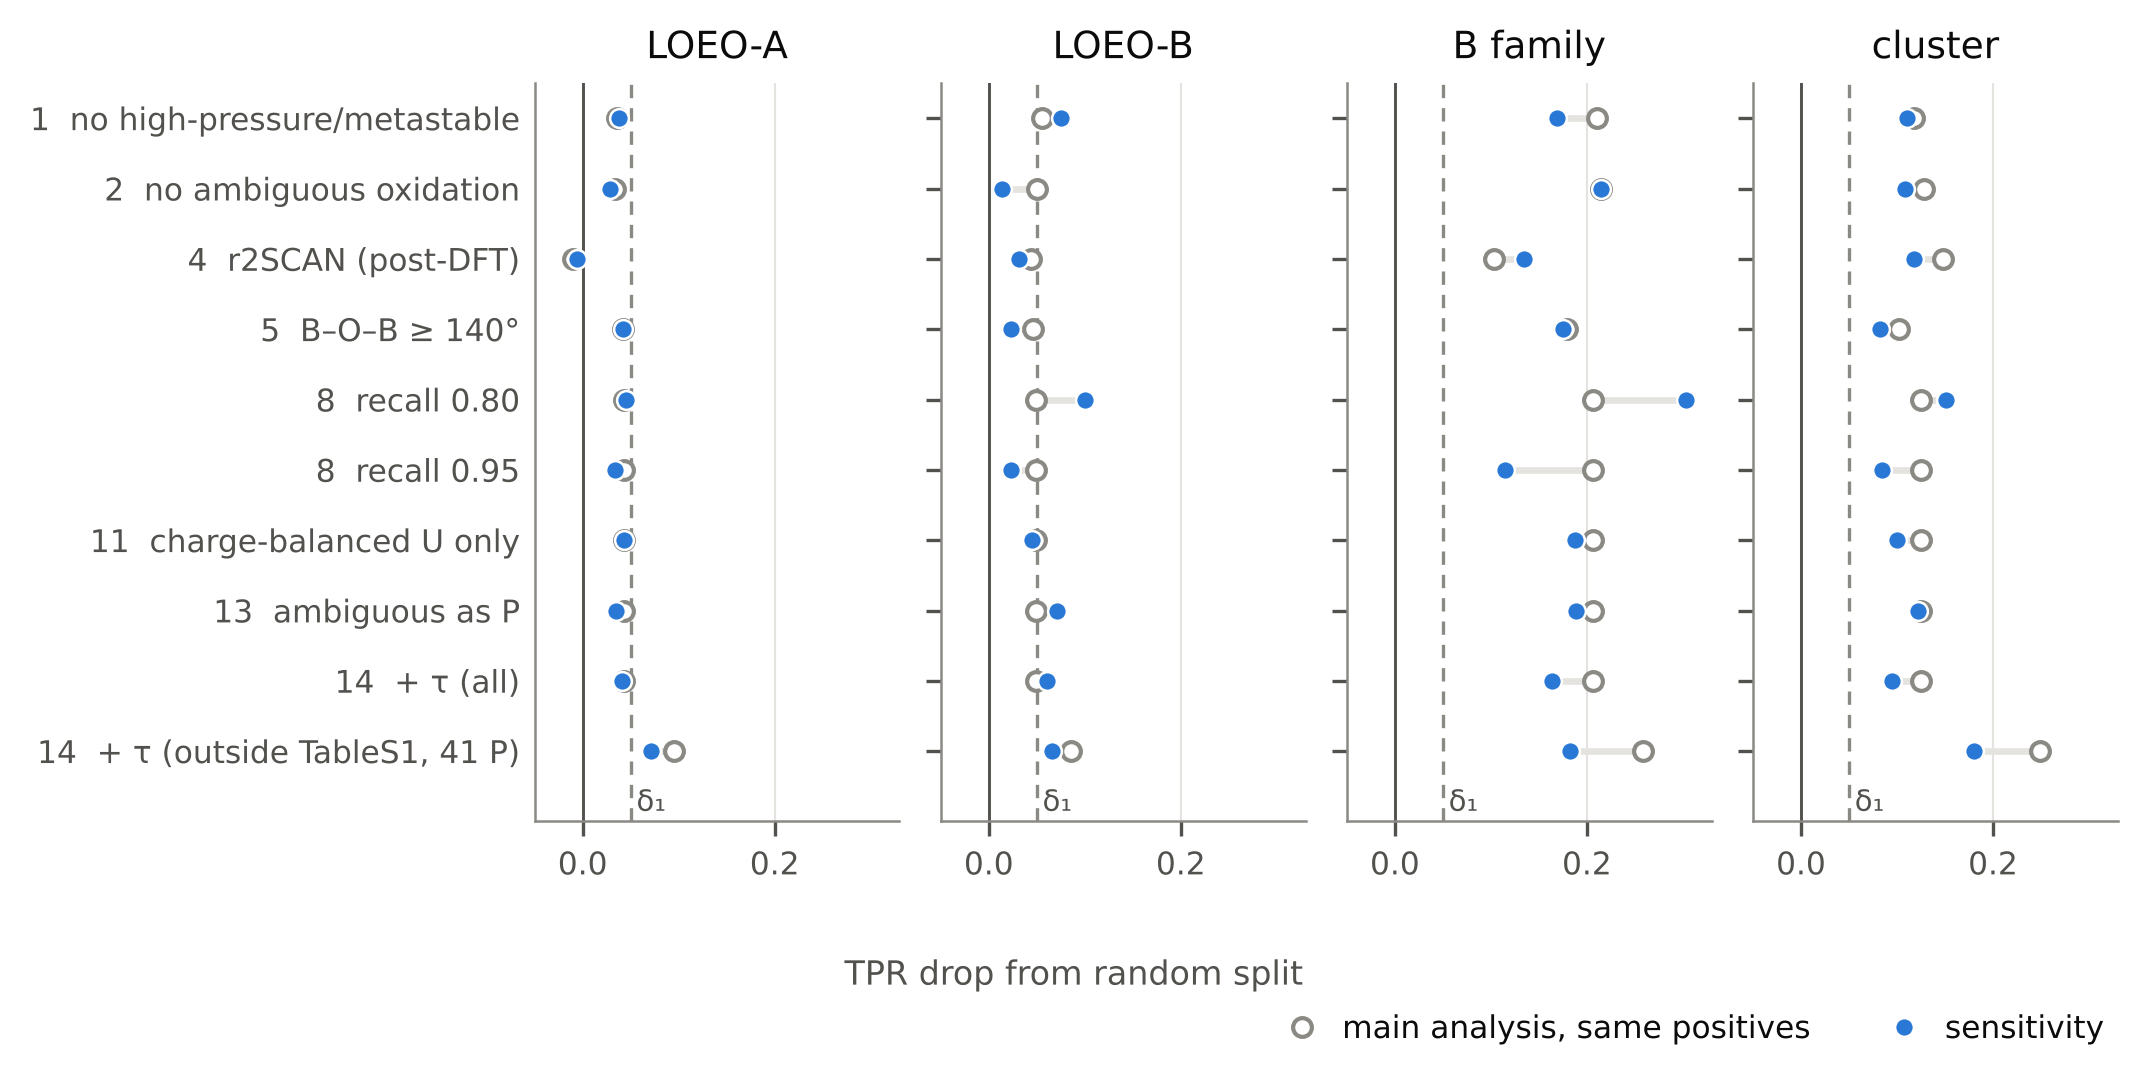 LOEO-A LOEO-B B family cluster
1 no high-pressure/metastable
2 no ambiguous oxidation
4 r2SCAN (post-DFT)
5 B–O–B ≥ 140°
8 recall 0.80
8 recall 0.95
11 charge-balanced U only
13 ambiguous as P
14 + τ (all)
14 + τ (outside TableS1, 41 P)
δ₁ δ₁ δ₁ δ₁
0.0 0.2 0.0 0.2 0.0 0.2 0.0 0.2
TPR drop from random split
main analysis, same positives sensitivity